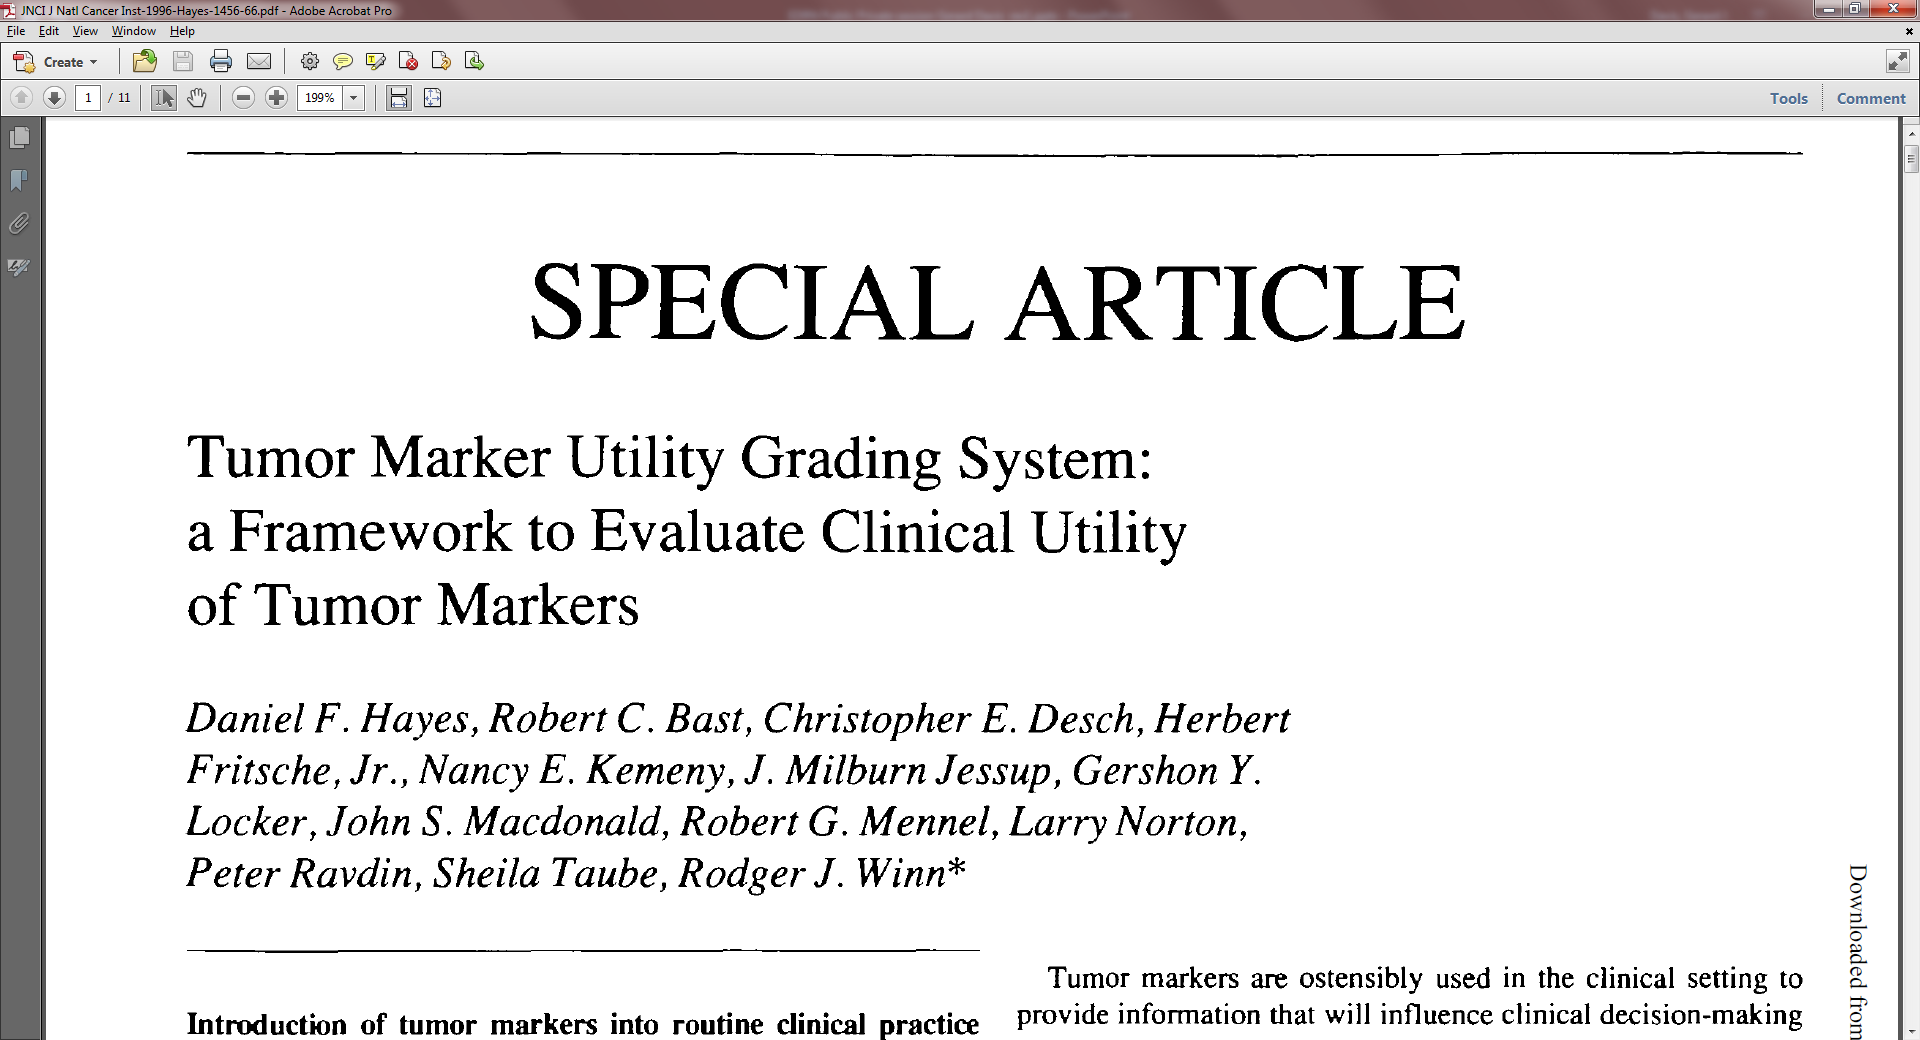 JNCI J Natl Cancer Inst-1996-Hayes-1456-66.pdf - Adobe Acrobat Pro
File Edit View Window Help
Create
1 / 11 199% Tools Comment
SPECIAL ARTICLE
Tumor Marker Utility Grading System:
a Framework to Evaluate Clinical Utility
of Tumor Markers
Daniel F. Hayes, Robert C. Bast, Christopher E. Desch, Herbert
Fritsche, Jr., Nancy E. Kemeny, J. Milburn Jessup, Gershon Y.
Locker, John S. Macdonald, Robert G. Mennel, Larry Norton,
Peter Ravdin, Sheila Taube, Rodger J. Winn*
Introduction of tumor markers into routine clinical practice
Tumor markers are ostensibly used in the clinical setting to
provide information that will influence clinical decision-making
Downloaded from